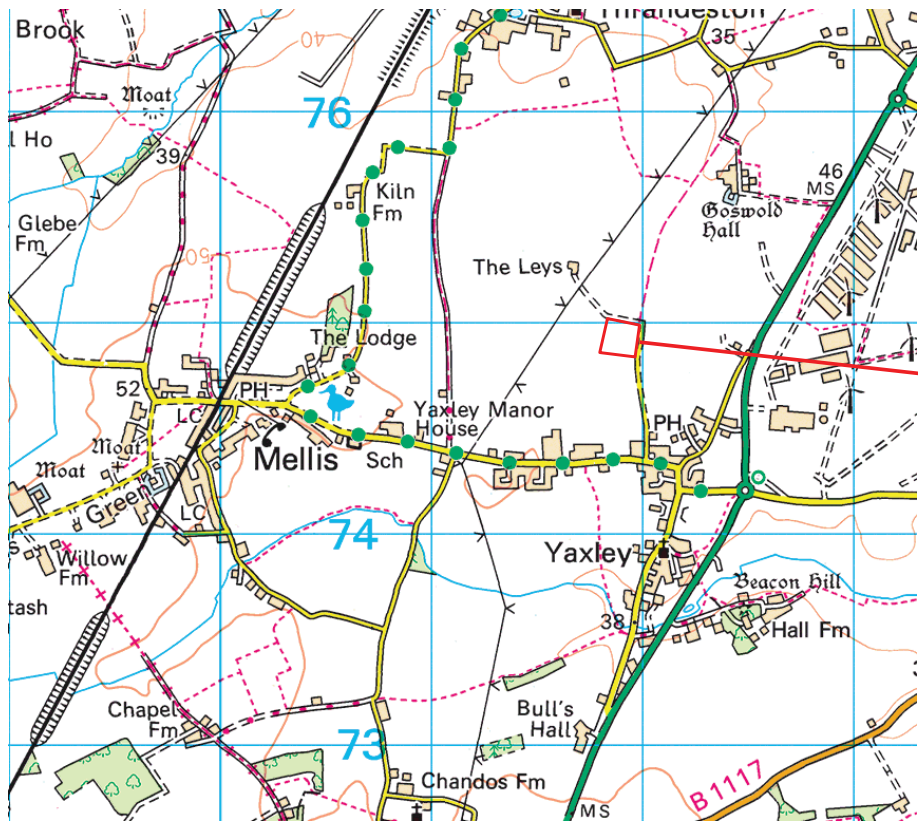 Brook
Thrandeston
35
40
Moat
76
l Ho
39
46
MS
Kiln
Fm
Goswold
Hall
Glebe
Fm
50
The Leys
The Lodge
52
PH
LC
Yaxley Manor
House
PH
Moat
Mellis
Sch
Moat
Green
LC
74
Yaxley
Willow
Fm
Beacon Hill
tash
38
Hall Fm
Chapel
Fm
Bull's
Hall
73
Chandos Fm
B1117
MS